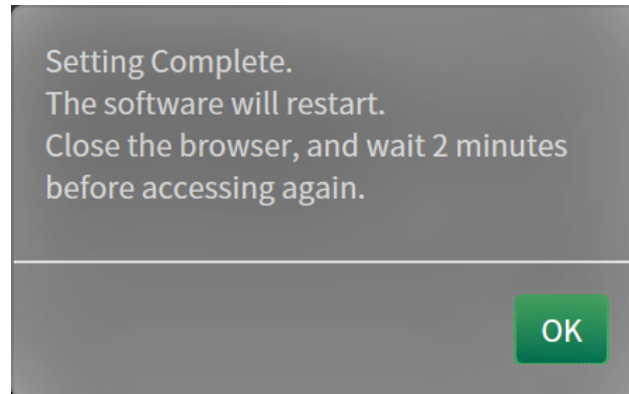 Setting Complete.
The software will restart.
Close the browser, and wait 2 minutes
before accessing again.
OK